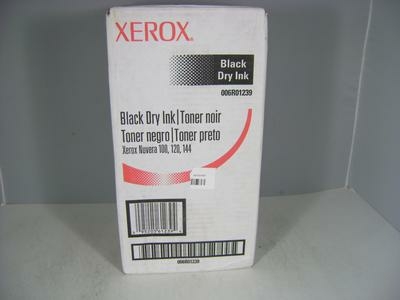 XEROX
Black
Dry Ink
006R01239
Black Dry Ink|Toner noir
Toner negro|Toner preto
Xerox Nuvera 100, 120, 144
006R01239